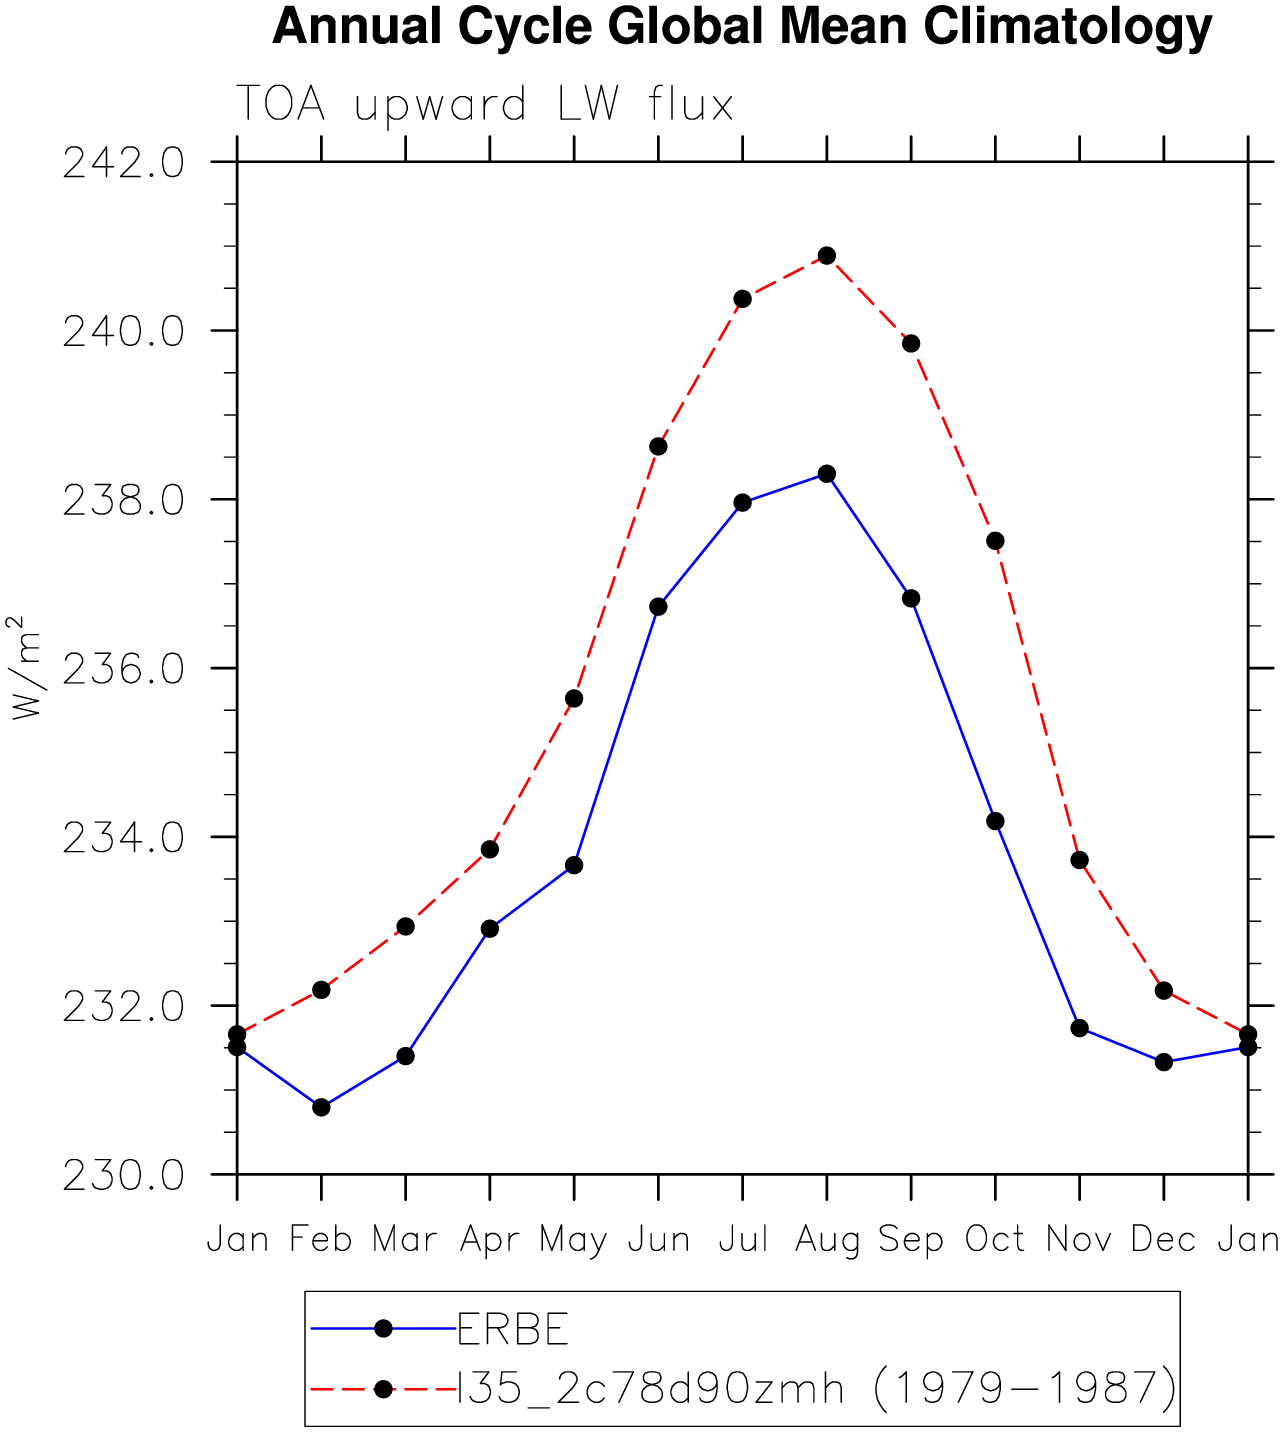 Annual Cycle Global Mean Climatology
TOA upward LW flux
242.0
240.0
238.0
236.0
234.0
232.0
230.0
W/m²
Jan Feb Mar Apr May Jun Jul Aug Sep Oct Nov Dec Jan
ERBE
I35_2c78d90zmh (1979-1987)